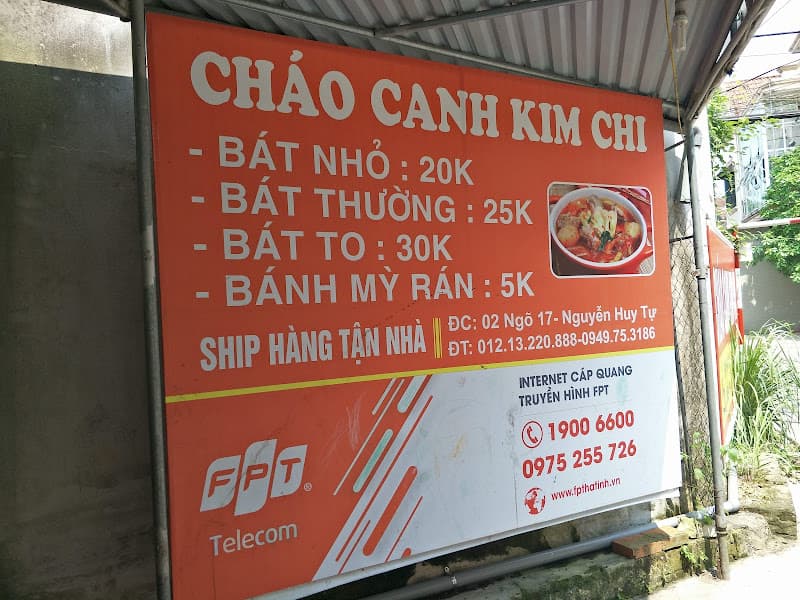 CHÁO CANH KIM CHI
- BÁT NHỎ : 20K
- BÁT THƯỜNG : 25K
- BÁT TO : 30K
- BÁNH MỲ RÁN : 5K
SHIP HÀNG TẬN NHÀ
ĐC: 02 Ngõ 17- Nguyễn Huy Tự
ĐT: 012.13.220.888-0949.75.3186
INTERNET CÁP QUANG
TRUYỀN HÌNH FPT
1900 6600
0975 255 726
www.fpthatinh.vn
FPT®
Telecom